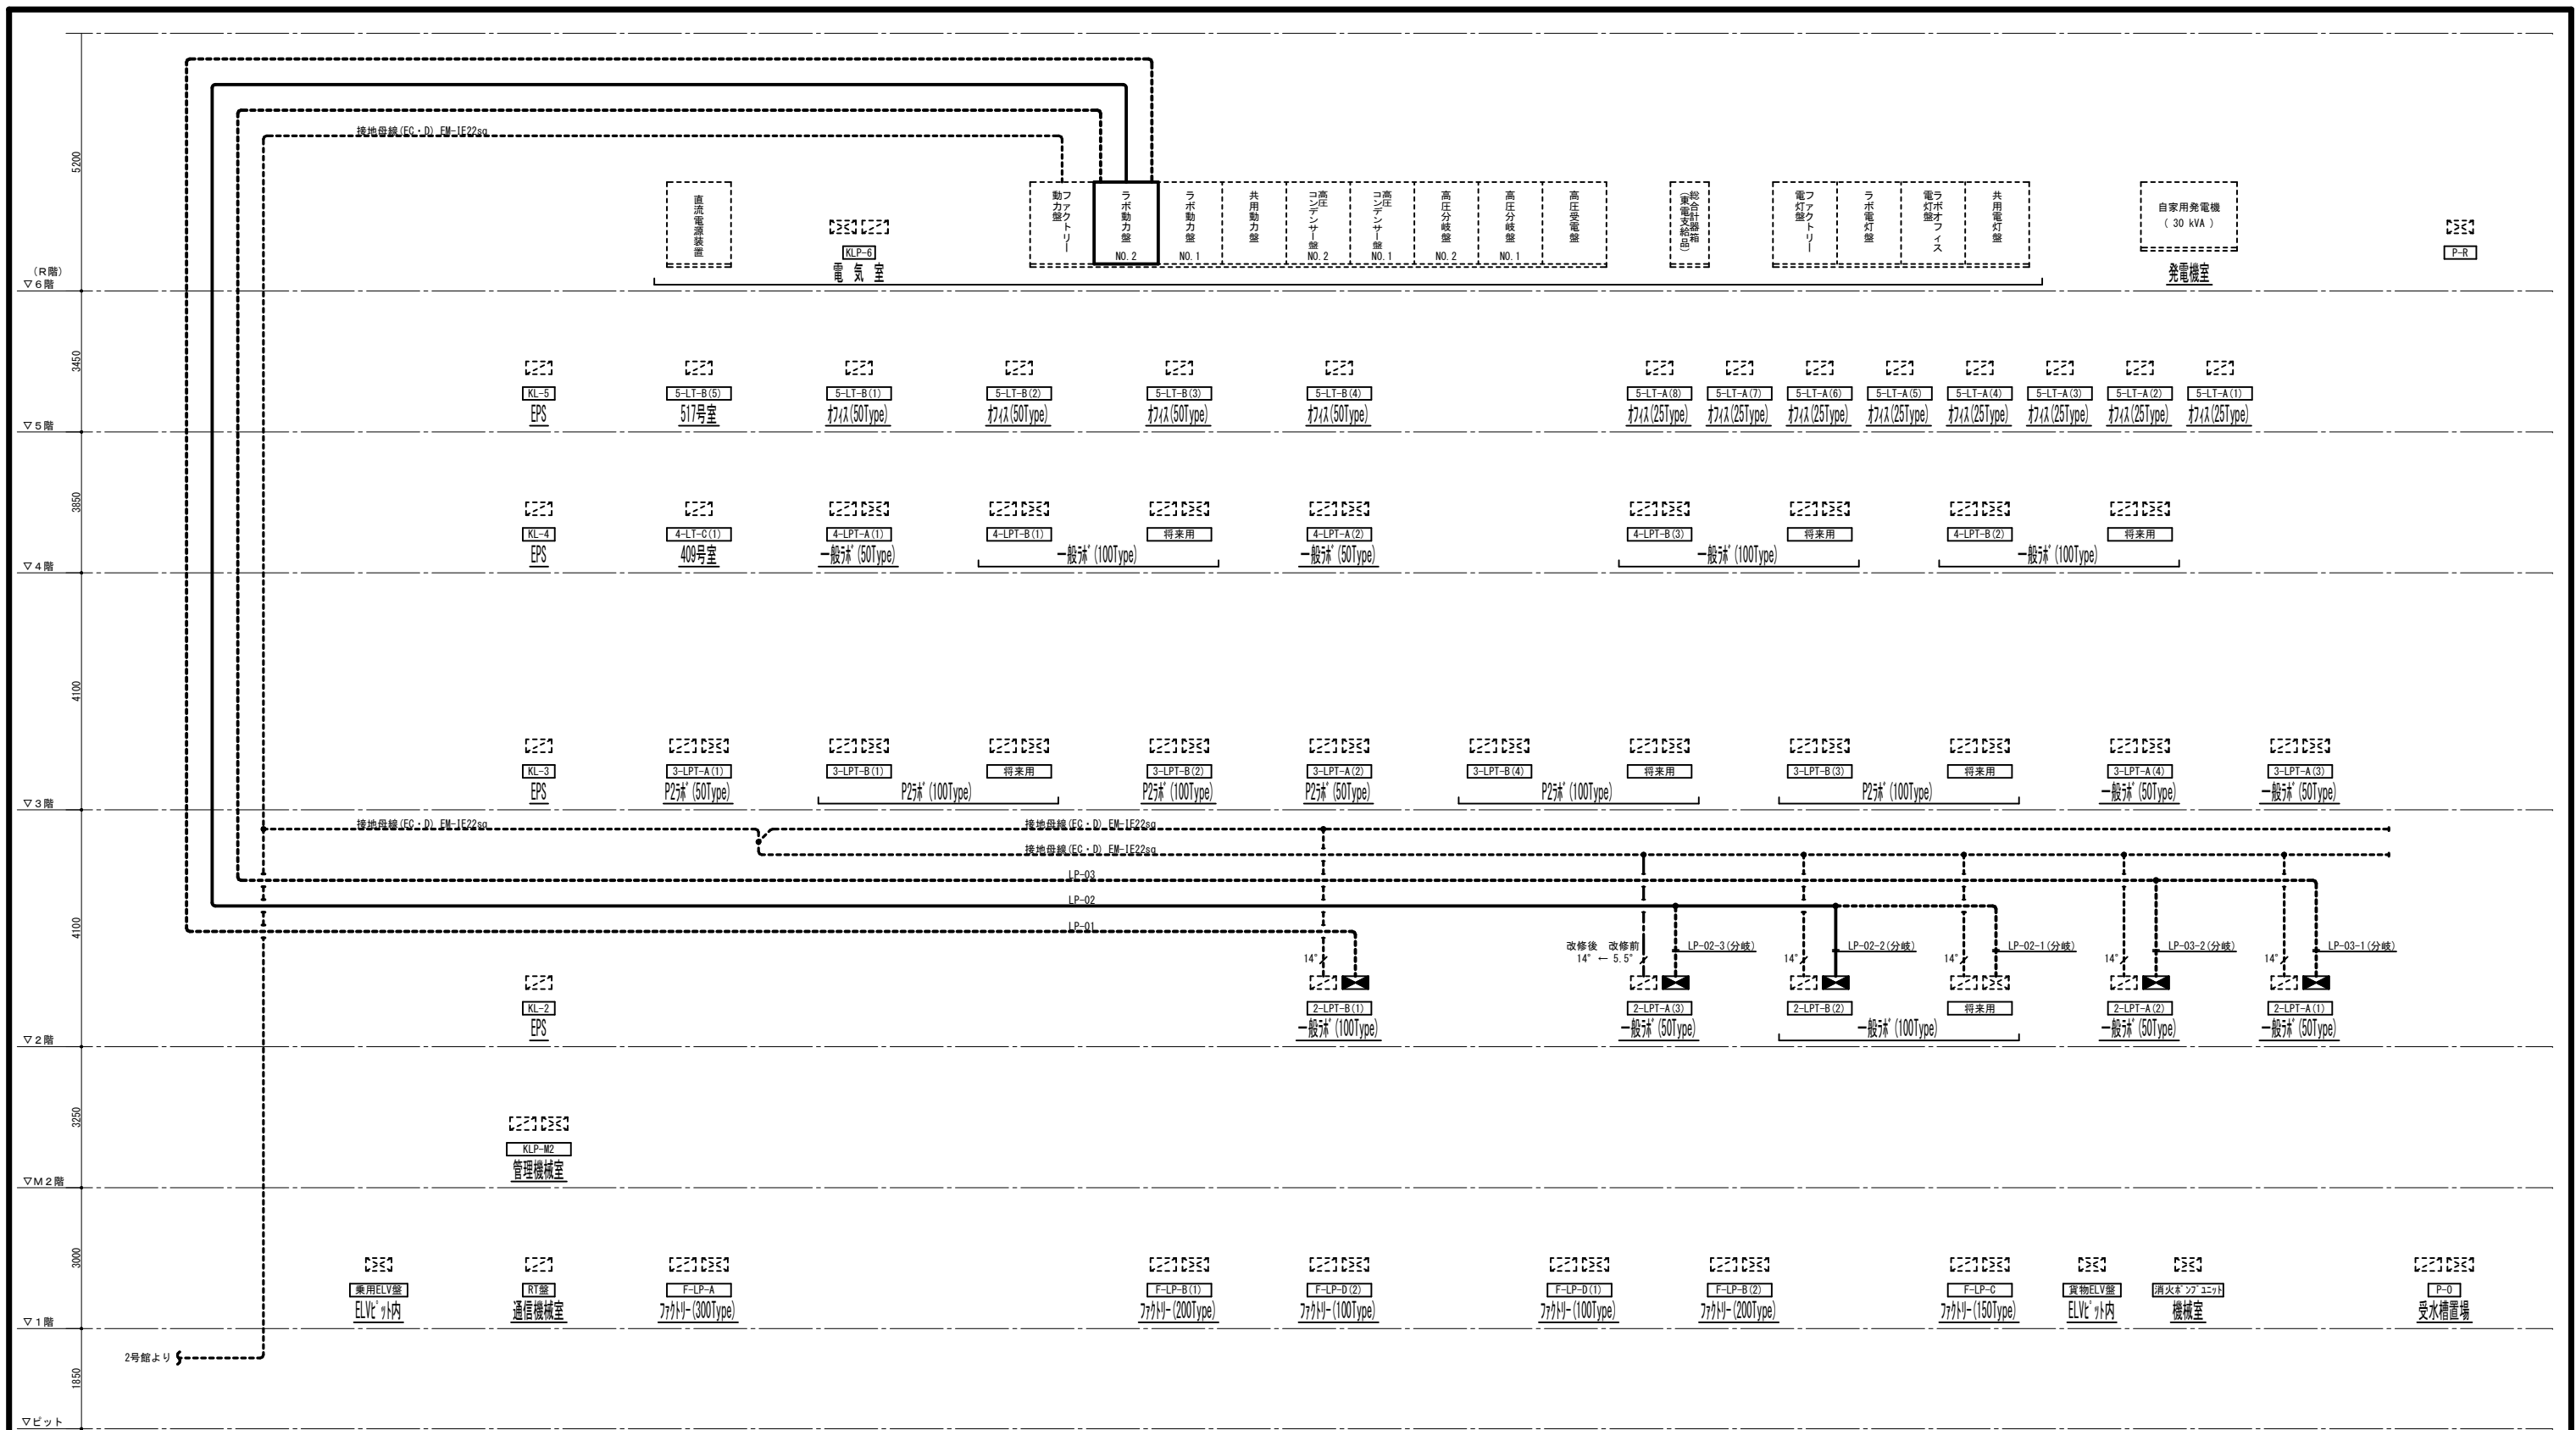 接地母線(EC・D) EM-IE22sq
5200
直流電源装置
KLP-6
電気室
ファクトリー動力盤
ラボ動力盤 NO.2
ラボ動力盤 NO.1
共用動力盤
高圧コンデンサー盤 NO.2
高圧コンデンサー盤 NO.1
高圧分岐盤 NO.2
高圧分岐盤 NO.1
高圧受電盤
総合計器箱(東電支給品)
ファクトリー電灯盤
ラボ電灯盤
ラボオフィス電灯盤
共用電灯盤
自家用発電機
( 30 kVA )
発電機室
P-R
(R階)
▽6階
3450
KL-5 5-LT-B(5) 5-LT-B(1) 5-LT-B(2) 5-LT-B(3) 5-LT-B(4) 5-LT-A(8) 5-LT-A(7) 5-LT-A(6) 5-LT-A(5) 5-LT-A(4) 5-LT-A(3) 5-LT-A(2) 5-LT-A(1)
EPS 517号室 オフィス(50Type) オフィス(50Type) オフィス(50Type) オフィス(50Type) オフィス(25Type) オフィス(25Type) オフィス(25Type) オフィス(25Type) オフィス(25Type) オフィス(25Type) オフィス(25Type) オフィス(25Type)
▽5階
3850
KL-4 4-LT-C(1) 4-LPT-A(1) 4-LPT-B(1) 将来用 4-LPT-A(2) 4-LPT-B(3) 将来用 4-LPT-B(2) 将来用
EPS 409号室 一般ラボ(50Type) 一般ラボ(100Type) 一般ラボ(50Type) 一般ラボ(100Type) 一般ラボ(100Type)
▽4階
4100
KL-3 3-LPT-A(1) 3-LPT-B(1) 将来用 3-LPT-B(2) 3-LPT-A(2) 3-LPT-B(4) 将来用 3-LPT-B(3) 将来用 3-LPT-A(4) 3-LPT-A(3)
EPS P2ラボ(50Type) P2ラボ(100Type) P2ラボ(100Type) P2ラボ(50Type) P2ラボ(100Type) P2ラボ(100Type) 一般ラボ(50Type) 一般ラボ(50Type)
▽3階
接地母線(EC・D) EM-IE22sq 接地母線(EC・D) EM-IE22sq
接地母線(EC・D) EM-IE22sq
LP-03
LP-02
LP-01
4100
改修後 改修前 LP-02-3(分岐) LP-02-2(分岐) LP-02-1(分岐) LP-03-2(分岐) LP-03-1(分岐)
14° 14° ← 5.5° 14° 14° 14° 14°
KL-2 2-LPT-B(1) 2-LPT-A(3) 2-LPT-B(2) 将来用 2-LPT-A(2) 2-LPT-A(1)
EPS 一般ラボ(100Type) 一般ラボ(50Type) 一般ラボ(100Type) 一般ラボ(50Type) 一般ラボ(50Type)
▽2階
3250
KLP-M2
管理機械室
▽M2階
3000
乗用ELV盤 RT盤 F-LP-A F-LP-B(1) F-LP-D(2) F-LP-D(1) F-LP-B(2) F-LP-C 貨物ELV盤 消火ポンプユニット P-0
ELVピット内 通信機械室 ファクトリー(300Type) ファクトリー(200Type) ファクトリー(100Type) ファクトリー(100Type) ファクトリー(200Type) ファクトリー(150Type) ELVピット内 機械室 受水槽置場
▽1階
2号館より
1850
▽ピット